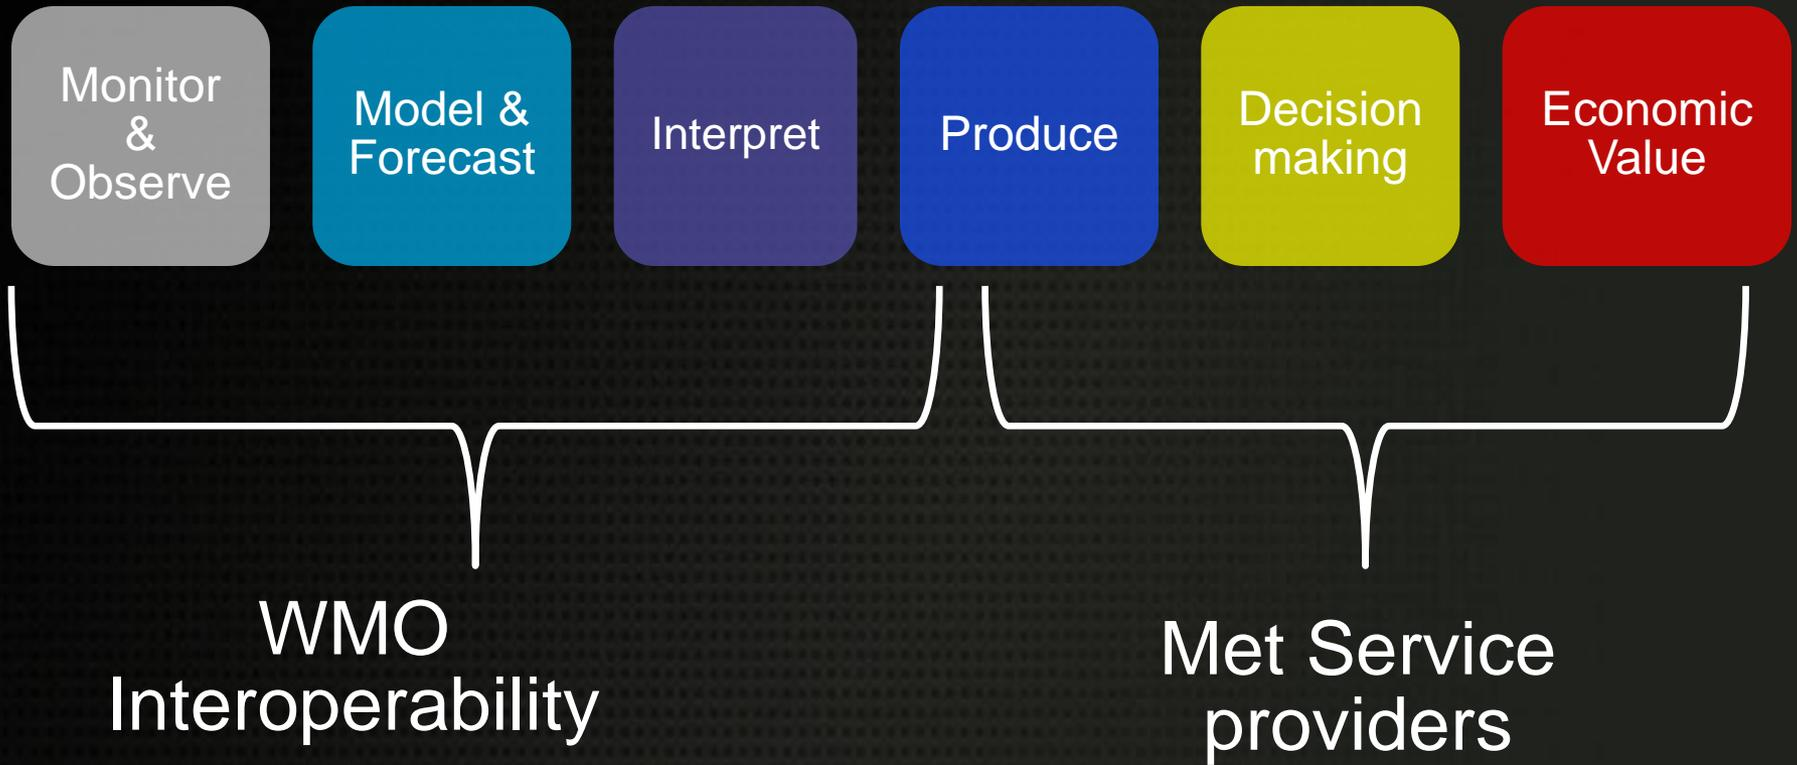 Monitor
&
Observe
Model &
Forecast
Interpret
Produce
Decision
making
Economic
Value
WMO
Interoperability
Met Service
providers